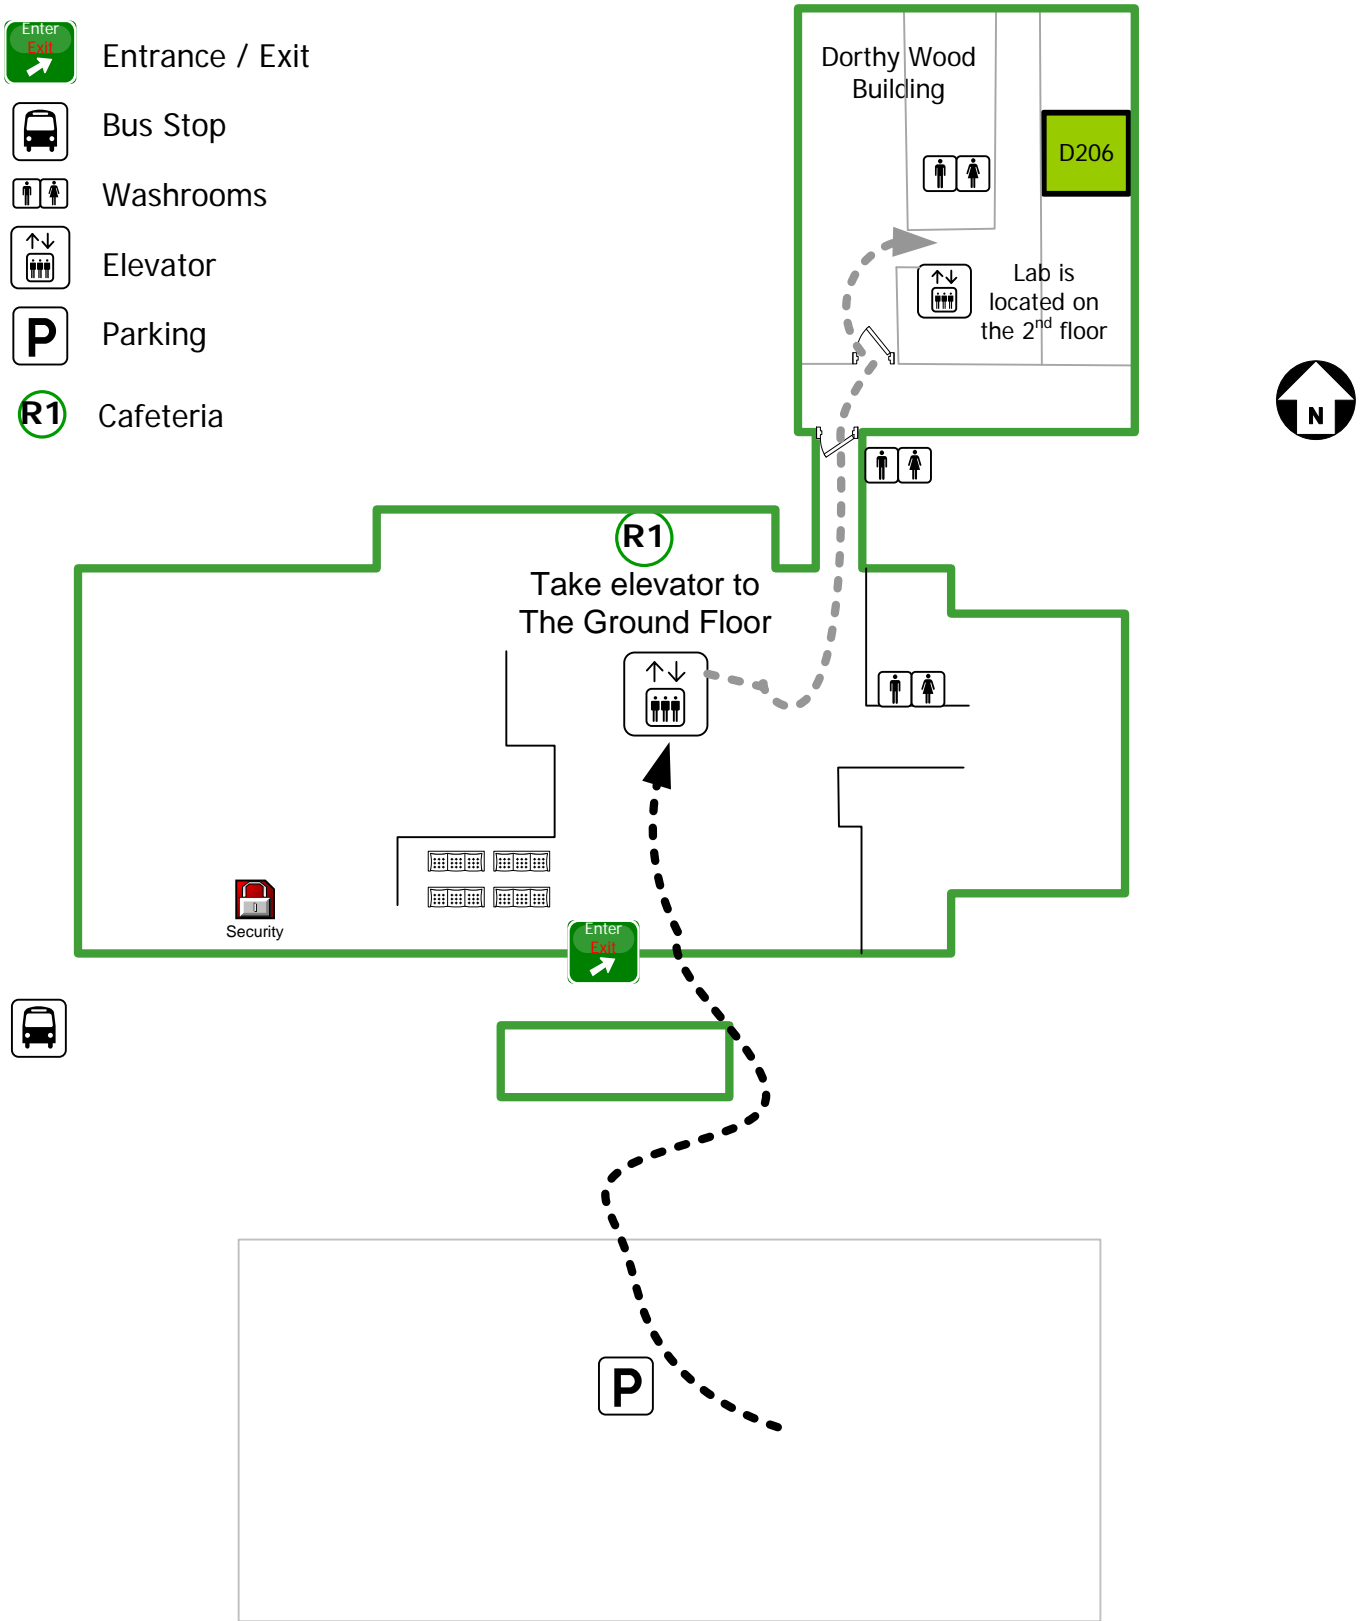 Enter
Exit
Entrance / Exit
Bus Stop
Washrooms
Elevator
P
Parking
R1
Cafeteria
Dorthy Wood
Building
D206
Lab is
located on
the 2nd floor
N
R1
Take elevator to
The Ground Floor
Security
Enter
Exit
P